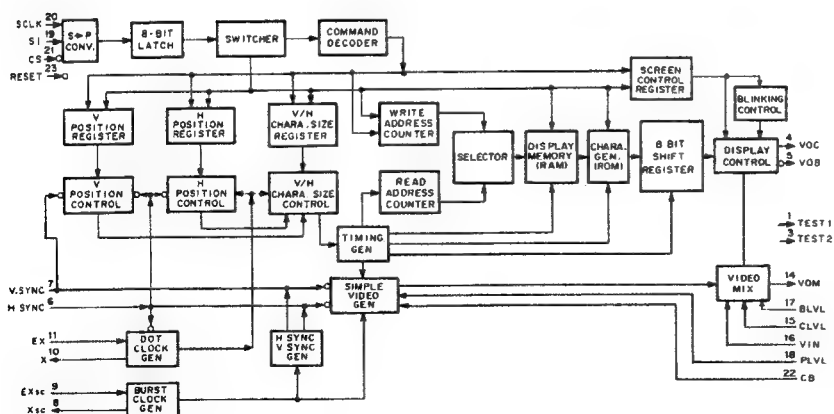 SCLK 20
SI 19
CS 21
RESET 23
S↔P CONV.
8-BIT LATCH
SWITCHER
COMMAND DECODER
SCREEN CONTROL REGISTER
BLINKING CONTROL
V POSITION REGISTER
H POSITION REGISTER
V/H CHARA. SIZE REGISTER
WRITE ADDRESS COUNTER
SELECTOR
DISPLAY MEMORY (RAM)
CHARA. GEN. (ROM)
8 BIT SHIFT REGISTER
DISPLAY CONTROL
4 VOC
5 VOB
V POSITION CONTROL
H POSITION CONTROL
V/H CHARA SIZE CONTROL
READ ADDRESS COUNTER
TIMING GEN
1 TEST 1
3 TEST 2
V.SYNC 7
H SYNC 6
SIMPLE VIDEO GEN
VIDEO MIX
14 VOM
17 BLVL
15 CLVL
16 VIN
18 PLVL
22 CB
EX 11
X 10
DOT CLOCK GEN
H SYNC V SYNC GEN
EXsc 9
Xsc 8
BURST CLOCK GEN